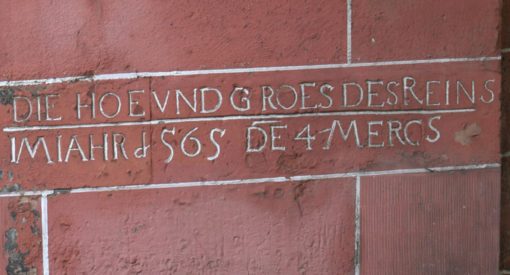 DIE HOE VND GROES DES REINS
IM IAHR 1565 DE 4 MERCS